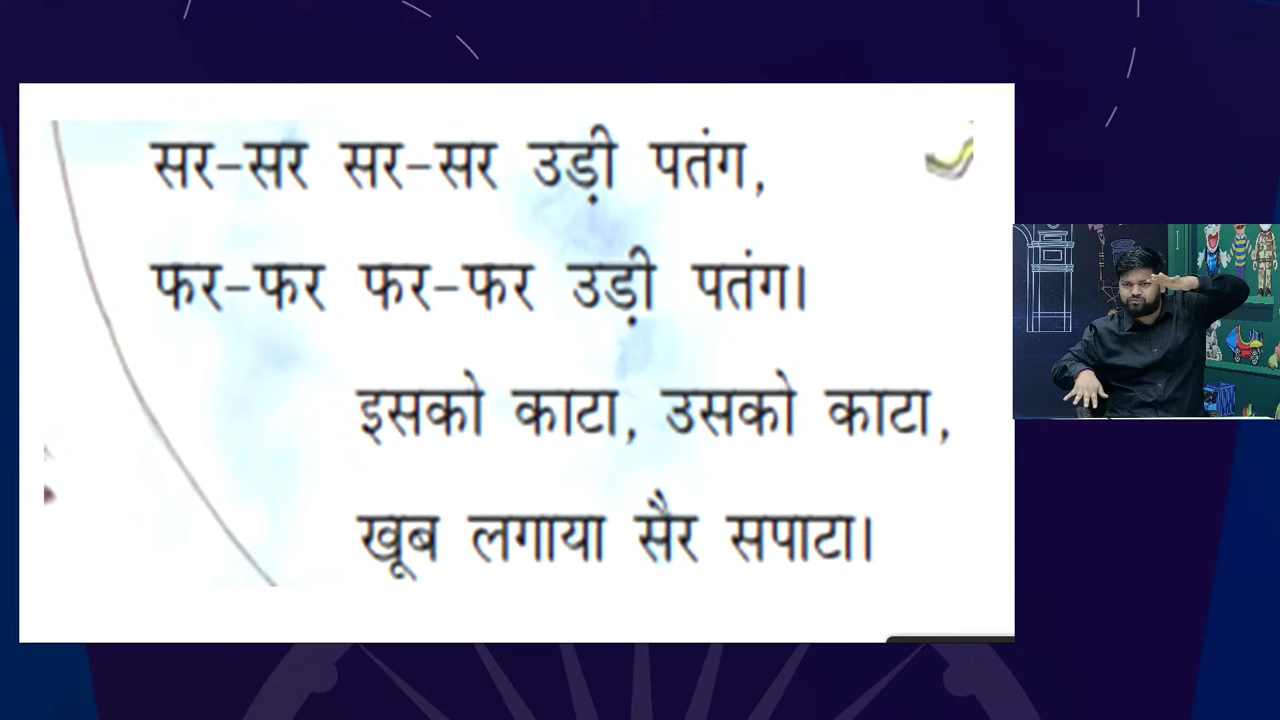 सर-सर सर-सर उड़ी पतंग,
फर-फर फर-फर उड़ी पतंग।
इसको काटा, उसको काटा,
खूब लगाया सैर सपाटा।